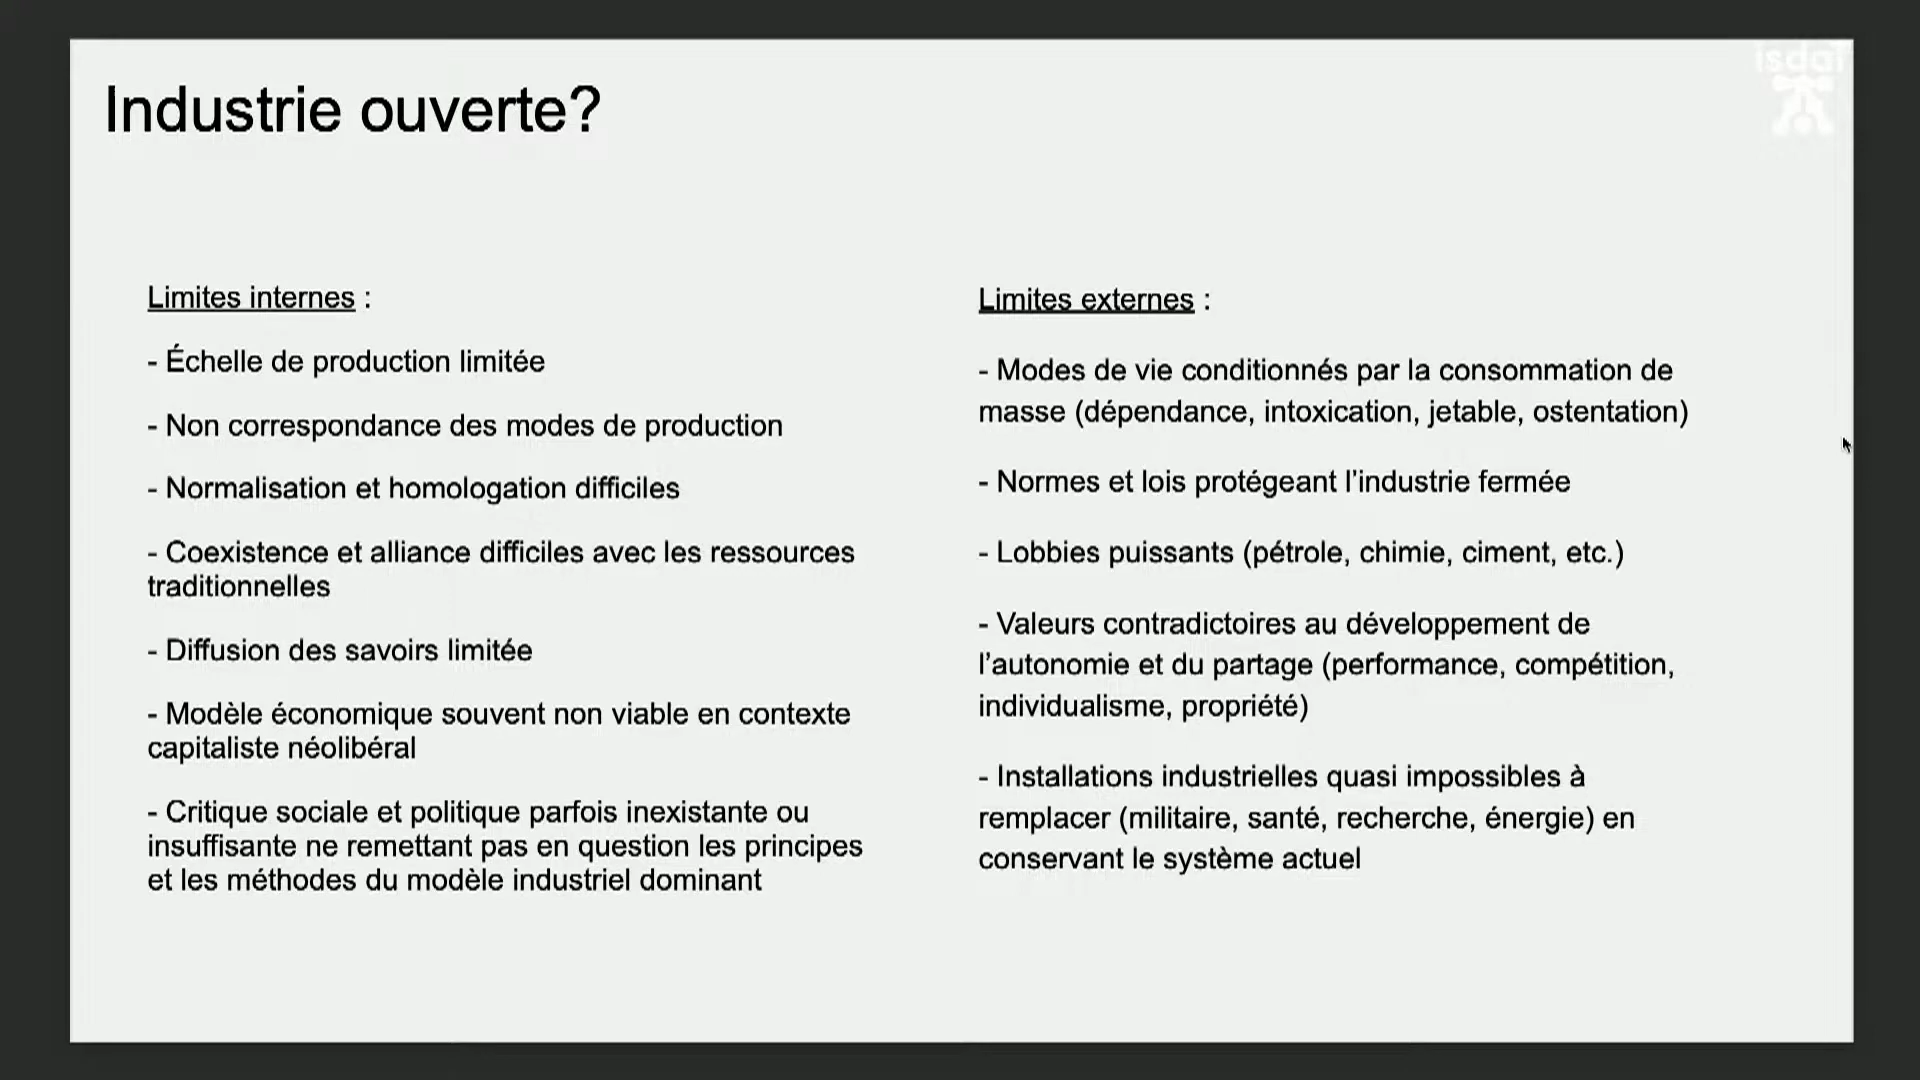 isdat
Industrie ouverte?
Limites internes :
- Échelle de production limitée
- Non correspondance des modes de production
- Normalisation et homologation difficiles
- Coexistence et alliance difficiles avec les ressources
traditionnelles
- Diffusion des savoirs limitée
- Modèle économique souvent non viable en contexte
capitaliste néolibéral
- Critique sociale et politique parfois inexistante ou
insuffisante ne remettant pas en question les principes
et les méthodes du modèle industriel dominant
Limites externes :
- Modes de vie conditionnés par la consommation de
masse (dépendance, intoxication, jetable, ostentation)
- Normes et lois protégeant l’industrie fermée
- Lobbies puissants (pétrole, chimie, ciment, etc.)
- Valeurs contradictoires au développement de
l’autonomie et du partage (performance, compétition,
individualisme, propriété)
- Installations industrielles quasi impossibles à
remplacer (militaire, santé, recherche, énergie) en
conservant le système actuel